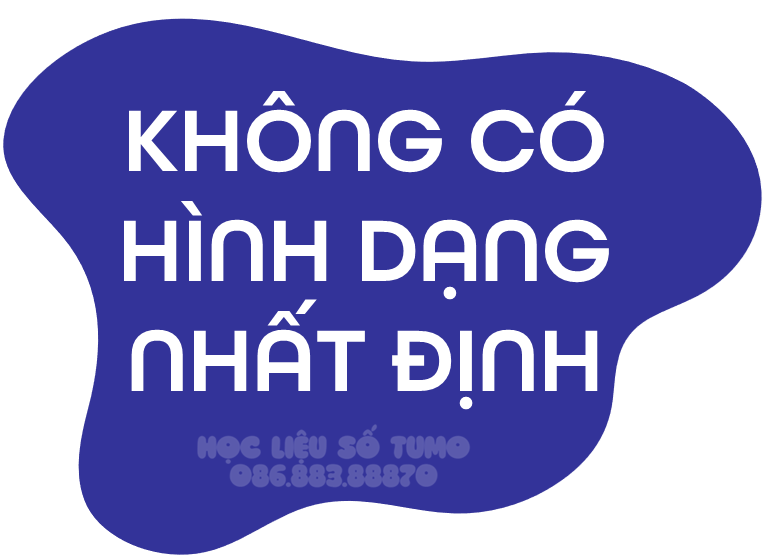 KHÔNG CÓ
HÌNH DẠNG
NHẤT ĐỊNH
HỌC LIỆU SỐ TUMO
086.883.88870